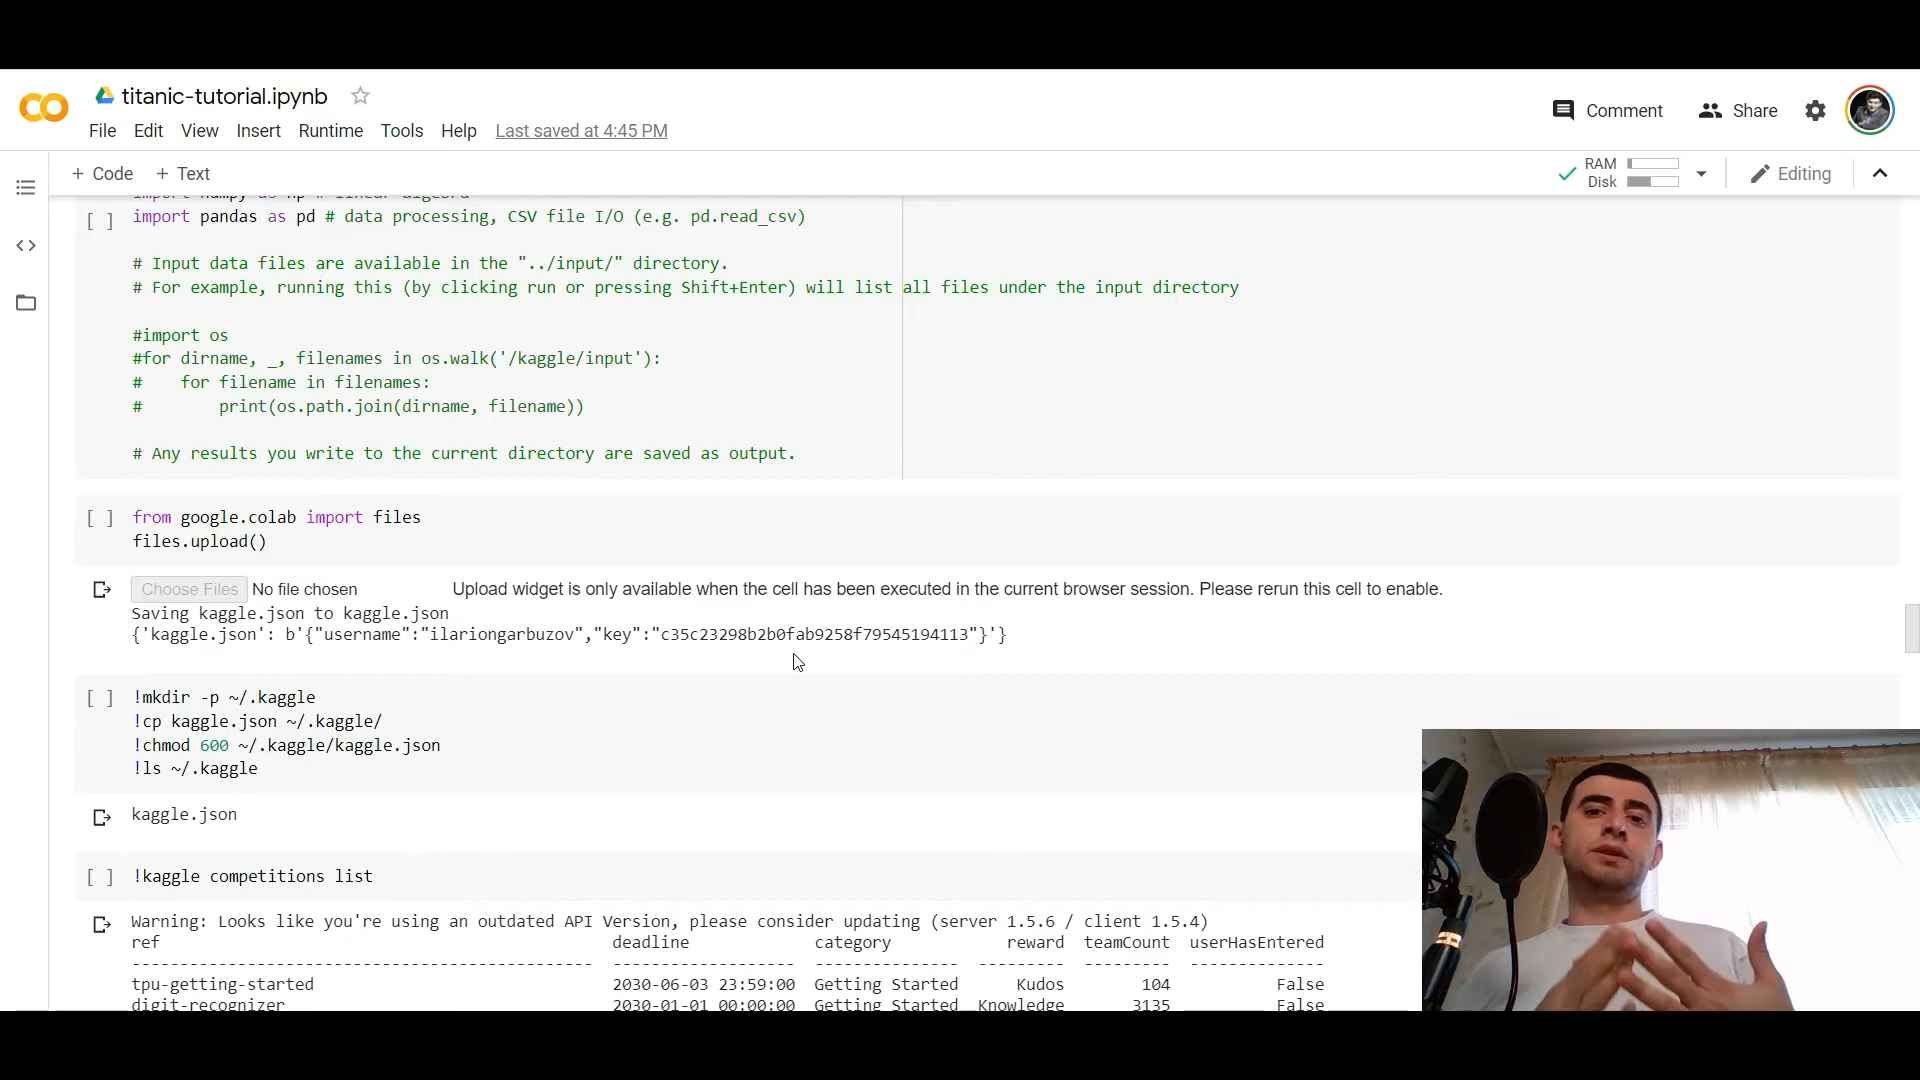 titanic-tutorial.ipynb
Comment
Share
File Edit View Insert Runtime Tools Help Last saved at 4:45 PM
+ Code + Text
RAM
Disk
Editing
import numpy as np # linear algebra
[ ] import pandas as pd # data processing, CSV file I/O (e.g. pd.read_csv)
# Input data files are available in the "../input/" directory.
# For example, running this (by clicking run or pressing Shift+Enter) will list all files under the input directory
#import os
#for dirname, _, filenames in os.walk('/kaggle/input'):
#    for filename in filenames:
#        print(os.path.join(dirname, filename))
# Any results you write to the current directory are saved as output.
[ ] from google.colab import files
files.upload()
Choose Files No file chosen Upload widget is only available when the cell has been executed in the current browser session. Please rerun this cell to enable.
Saving kaggle.json to kaggle.json
{'kaggle.json': b'{"username":"ilariongarbuzov","key":"c35c23298b2b0fab9258f79545194113"}'}
[ ] !mkdir -p ~/.kaggle
!cp kaggle.json ~/.kaggle/
!chmod 600 ~/.kaggle/kaggle.json
!ls ~/.kaggle
kaggle.json
[ ] !kaggle competitions list
Warning: Looks like you're using an outdated API Version, please consider updating (server 1.5.6 / client 1.5.4)
ref deadline category reward teamCount userHasEntered
--------------------------------------------- ------------------- --------------- --------- --------- --------------
tpu-getting-started 2030-06-03 23:59:00 Getting Started Kudos 104 False
digit-recognizer 2030-01-01 00:00:00 Getting Started Knowledge 3135 False